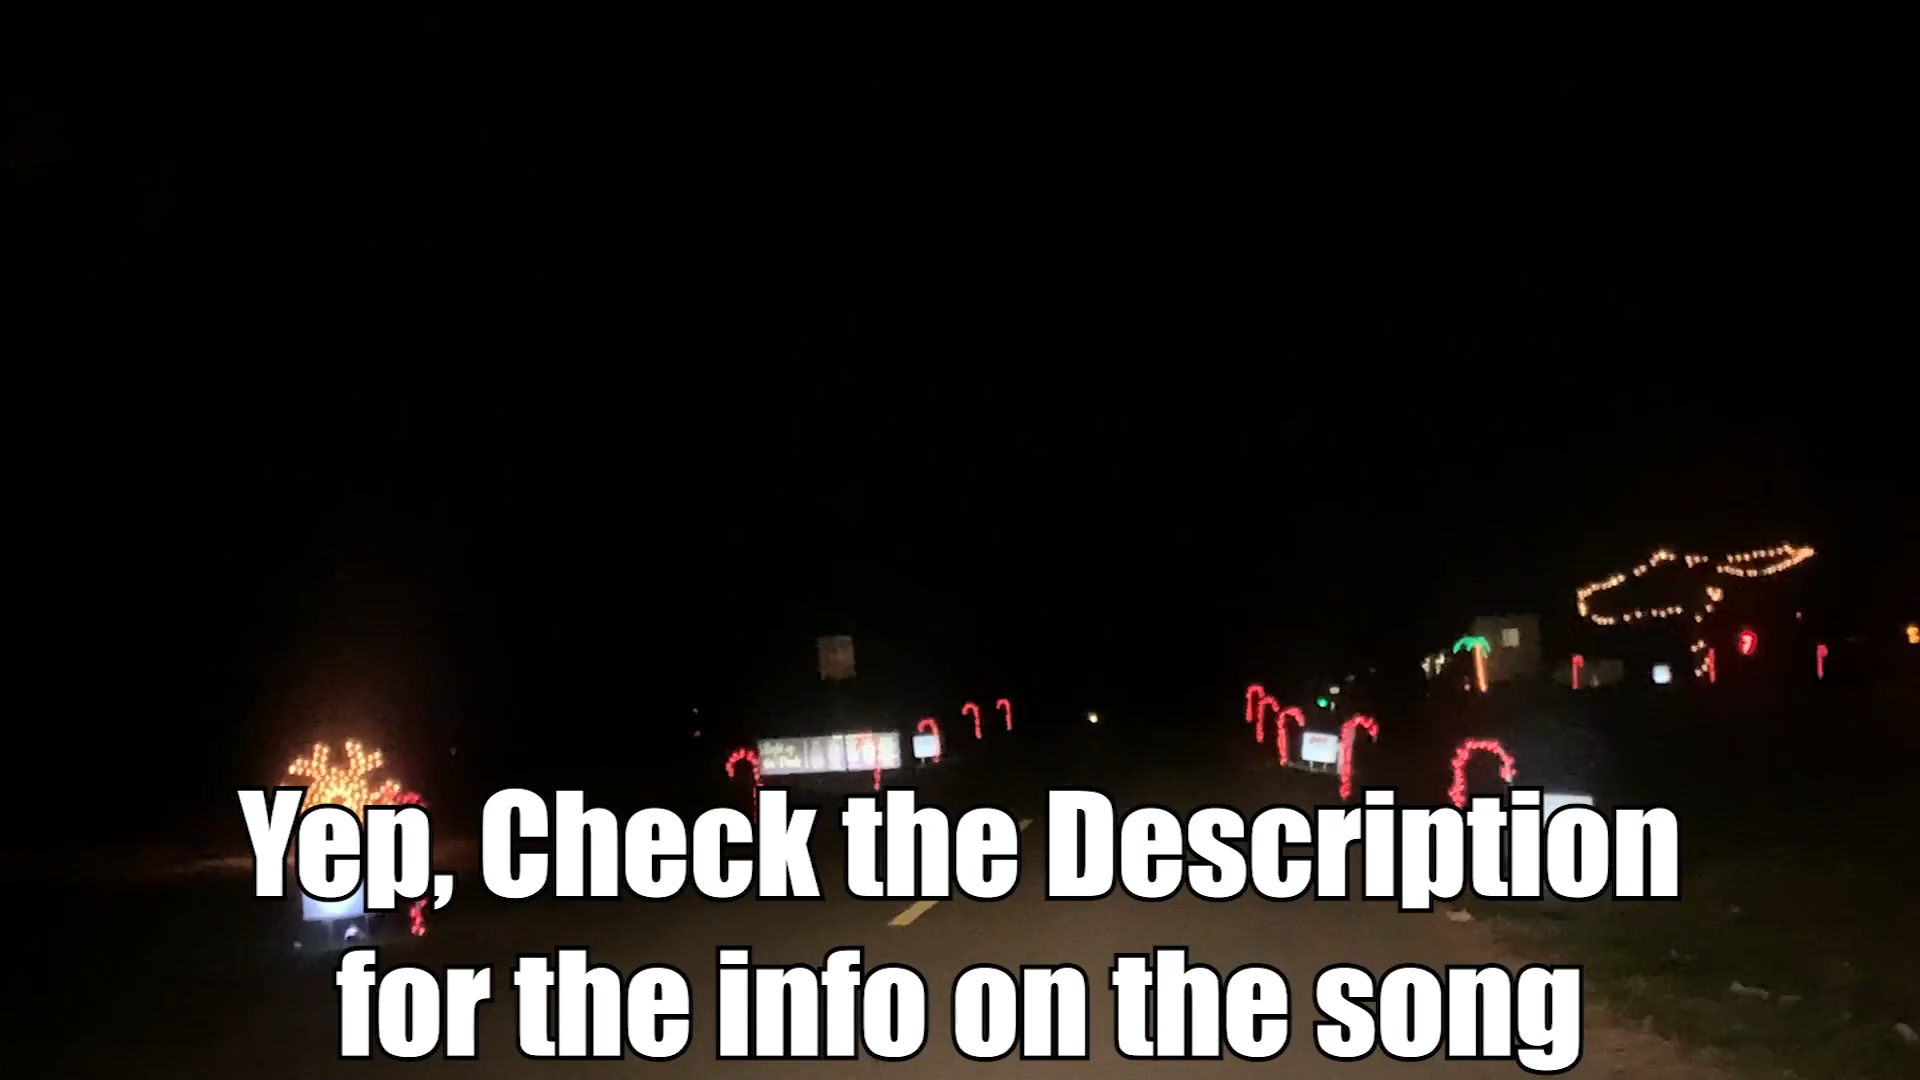 Yep, Check the Description
for the info on the song